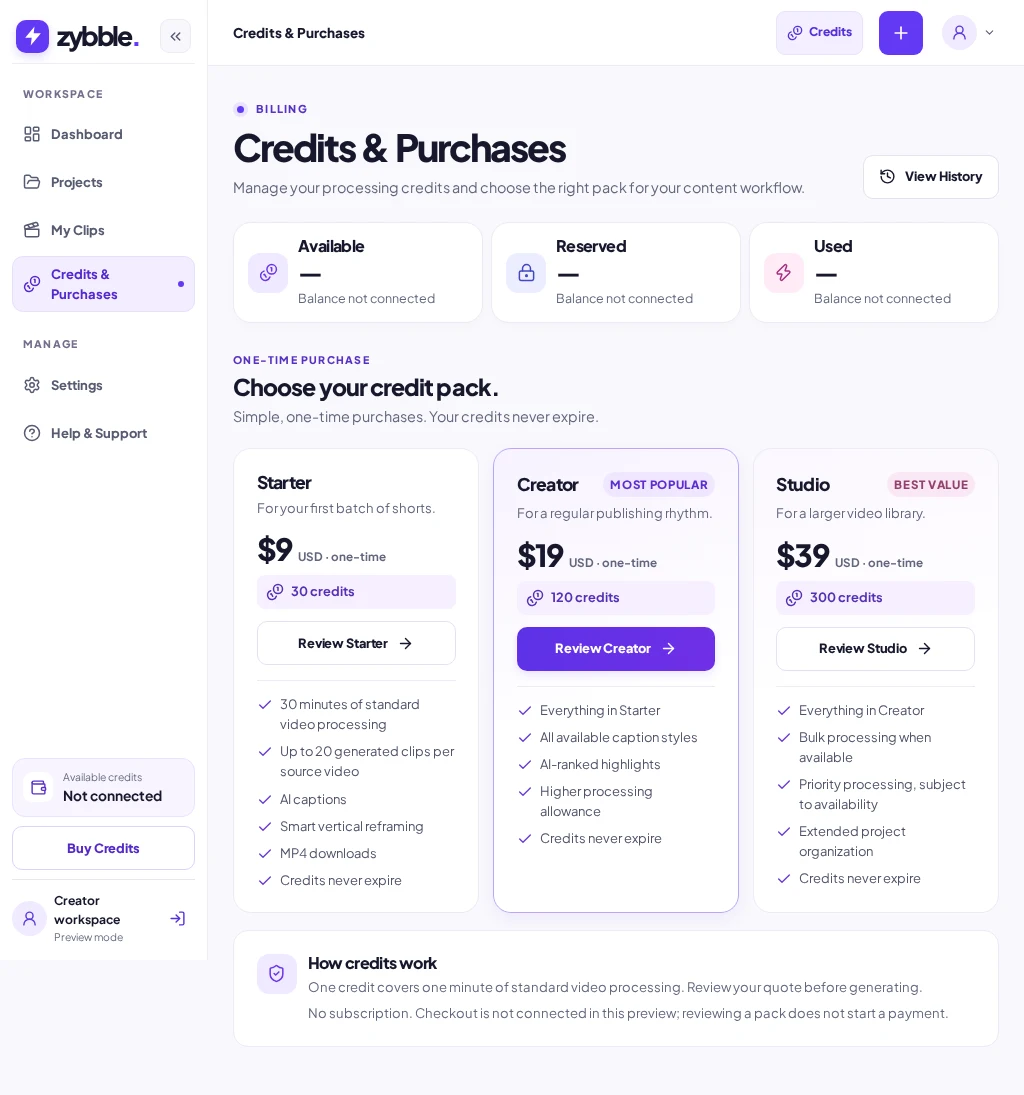 zybble.
Credits & Purchases
Credits
WORKSPACE
Dashboard
Projects
My Clips
Credits &
Purchases
MANAGE
Settings
Help & Support
Available credits
Not connected
Buy Credits
Creator
workspace
Preview mode
BILLING
Credits & Purchases
Manage your processing credits and choose the right pack for your content workflow.
View History
Available
—
Balance not connected
Reserved
—
Balance not connected
Used
—
Balance not connected
ONE-TIME PURCHASE
Choose your credit pack.
Simple, one-time purchases. Your credits never expire.
Starter
For your first batch of shorts.
$9 USD · one-time
30 credits
Review Starter
30 minutes of standard
video processing
Up to 20 generated clips per
source video
AI captions
Smart vertical reframing
MP4 downloads
Credits never expire
Creator MOST POPULAR
For a regular publishing rhythm.
$19 USD · one-time
120 credits
Review Creator
Everything in Starter
All available caption styles
AI-ranked highlights
Higher processing
allowance
Credits never expire
Studio BEST VALUE
For a larger video library.
$39 USD · one-time
300 credits
Review Studio
Everything in Creator
Bulk processing when
available
Priority processing, subject
to availability
Extended project
organization
Credits never expire
How credits work
One credit covers one minute of standard video processing. Review your quote before generating.
No subscription. Checkout is not connected in this preview; reviewing a pack does not start a payment.